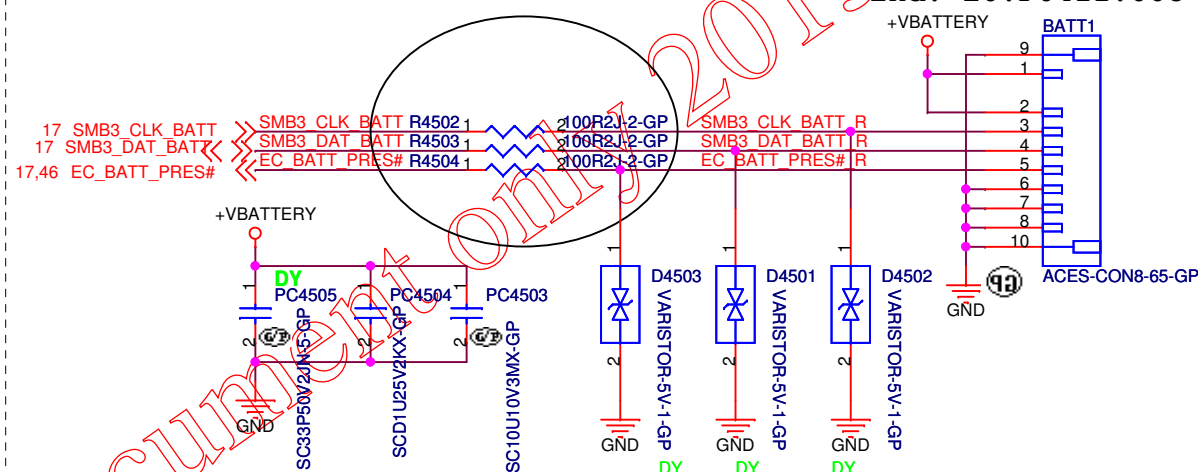 +VBATTERY
BATT1
9
1
2
3
4
5
6
7
8
10
ACES-CON8-65-GP
GND
17 SMB3_CLK_BATT
17 SMB3_DAT_BATT
17,46 EC_BATT_PRES#
SMB3_CLK_BATT R4502 1 2 100R2J-2-GP SMB3_CLK_BATT_R
SMB3_DAT_BATT R4503 1 2 100R2J-2-GP SMB3_DAT_BATT_R
EC_BATT_PRES# R4504 1 2 100R2J-2-GP EC_BATT_PRES#_R
+VBATTERY
DY
1 PC4505 2
SC33P50V2JN-5-GP
1 PC4504
SCD1U25V2KX-GP
1 PC4503 2
SC10U10V3MX-GP
GND
1 D4503 2
VARISTOR-5V-1-GP
GND
DY
1 D4501 2
VARISTOR-5V-1-GP
GND
DY
1 D4502 2
VARISTOR-5V-1-GP
GND
DY
cument only 201